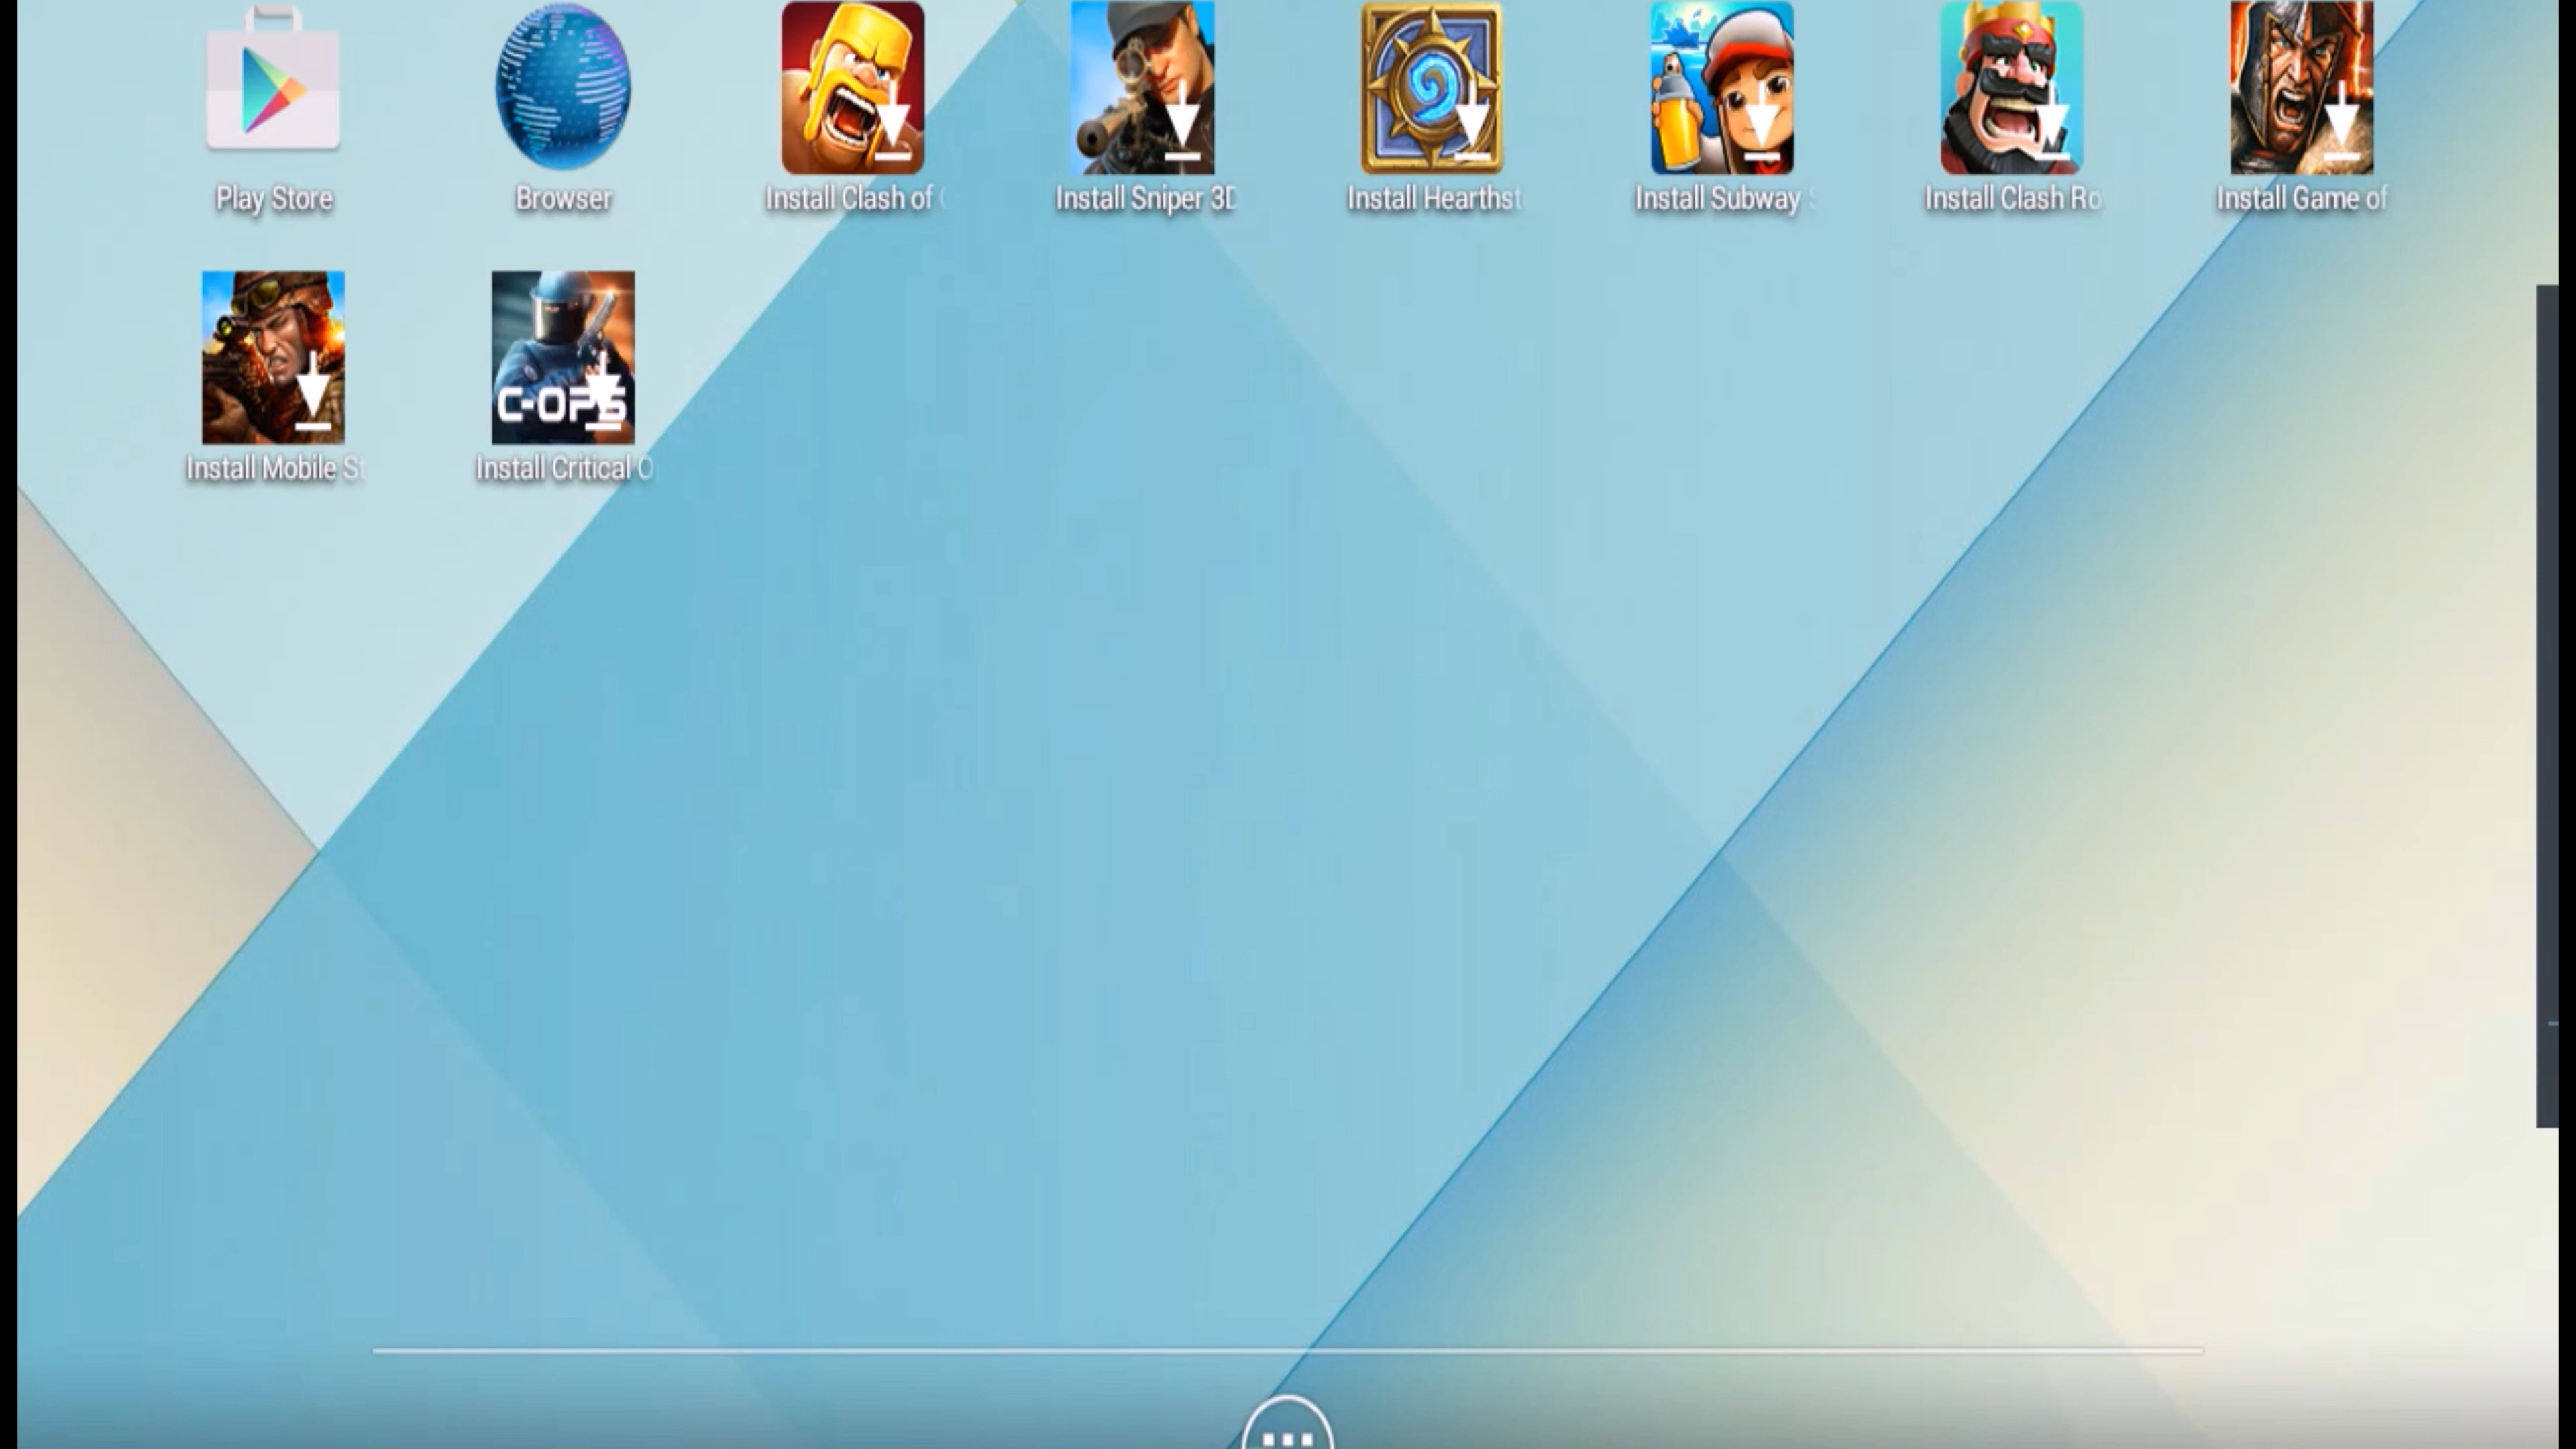 Play Store
Browser
Install Clash of
Install Sniper 3D
Install Hearthst
Install Subway S
Install Clash Ro
Install Game of
C-OPS
Install Mobile St
Install Critical O